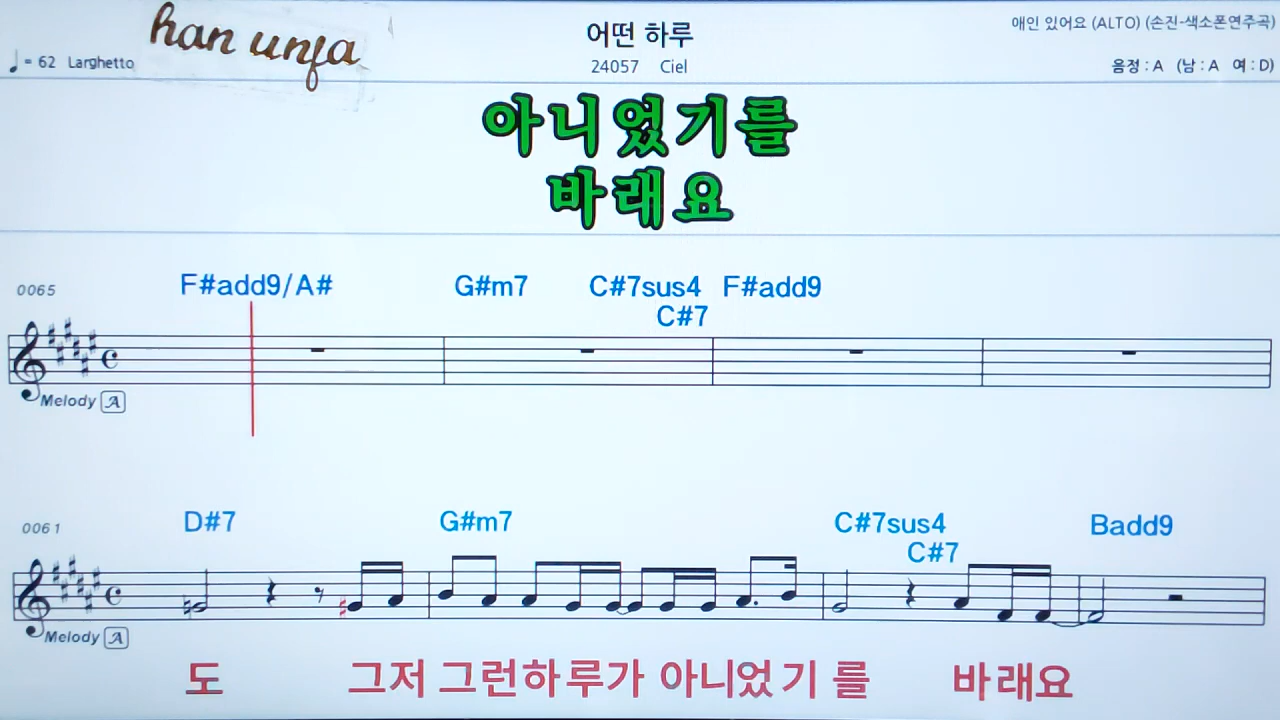 han unja
어떤 하루
애인 있어요 (ALTO) (손진-색소폰연주곡)
♩= 62 Larghetto
24057 Ciel
음정 : A (남 : A 여 : D)
아니었기를
바래요
0065 F#add9/A# G#m7 C#7sus4 F#add9
C#7
Melody A
0061 D#7 G#m7 C#7sus4 Badd9
C#7
Melody A
도 그저 그런하루가 아니었기를 바래요